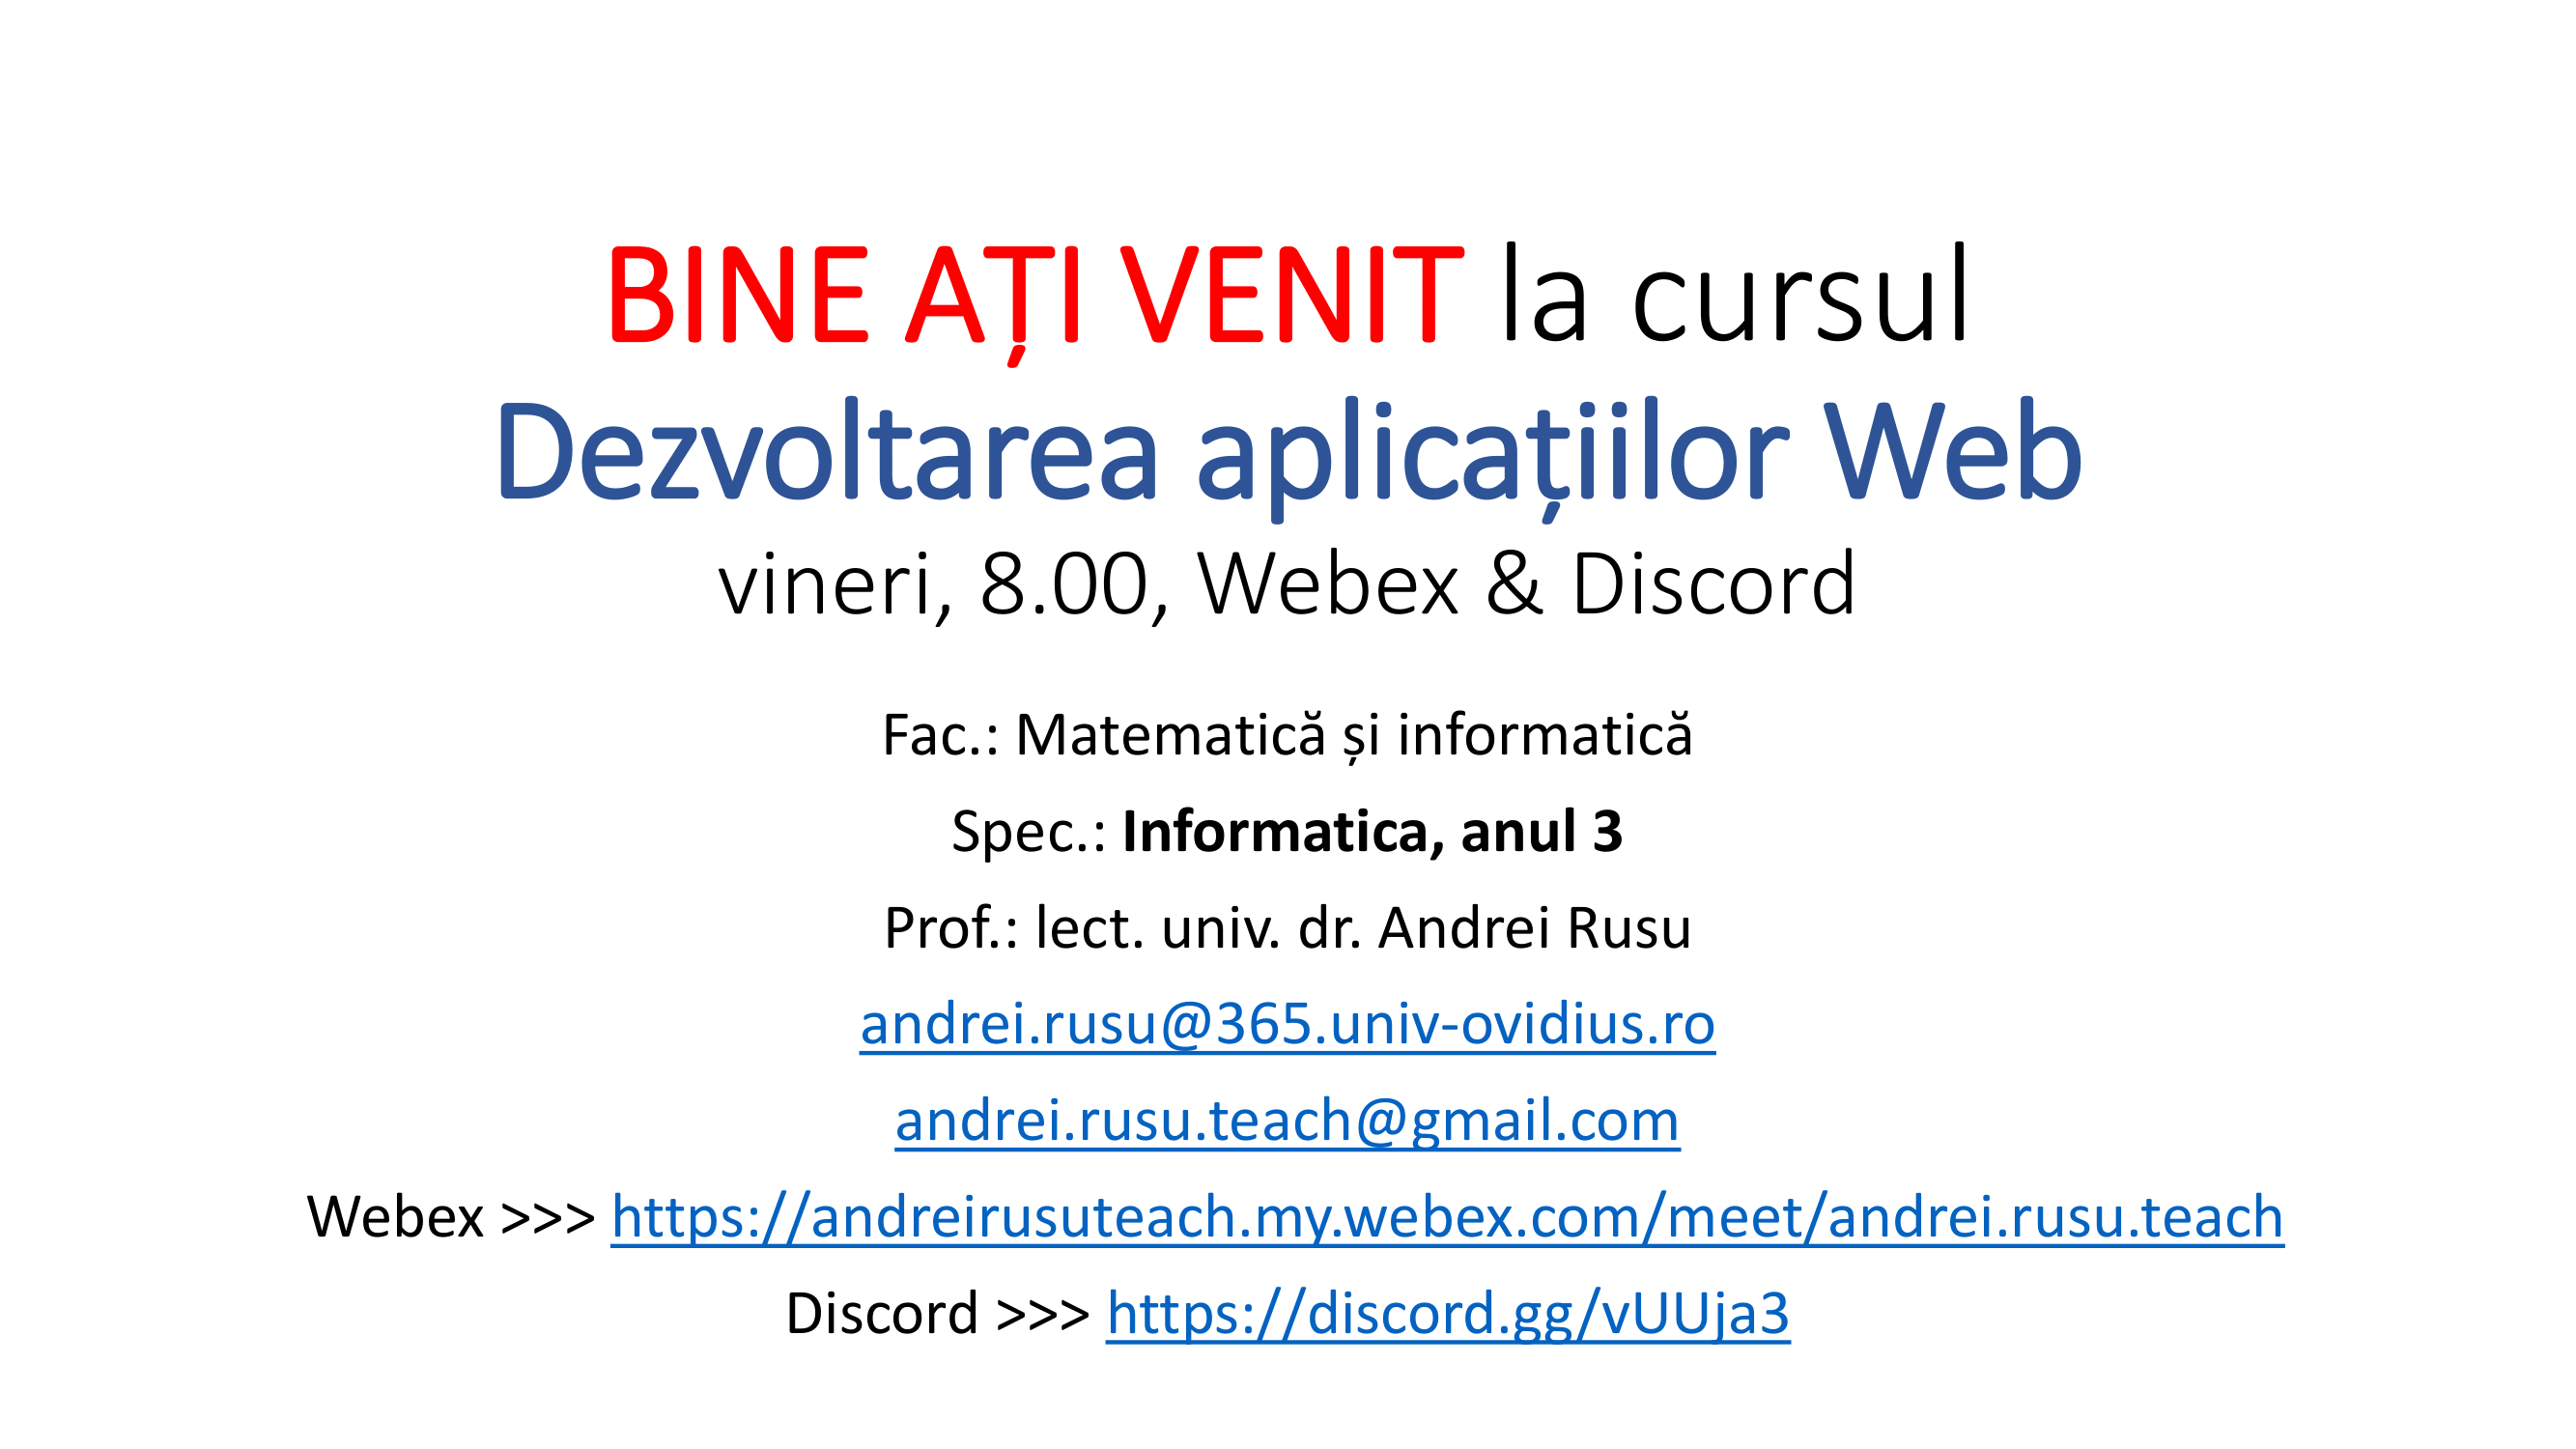 BINE AȚI VENIT la cursul
Dezvoltarea aplicațiilor Web
vineri, 8.00, Webex & Discord
Fac.: Matematică și informatică
Spec.: Informatica, anul 3
Prof.: lect. univ. dr. Andrei Rusu
andrei.rusu@365.univ-ovidius.ro
andrei.rusu.teach@gmail.com
Webex >>> https://andreirusuteach.my.webex.com/meet/andrei.rusu.teach
Discord >>> https://discord.gg/vUUja3